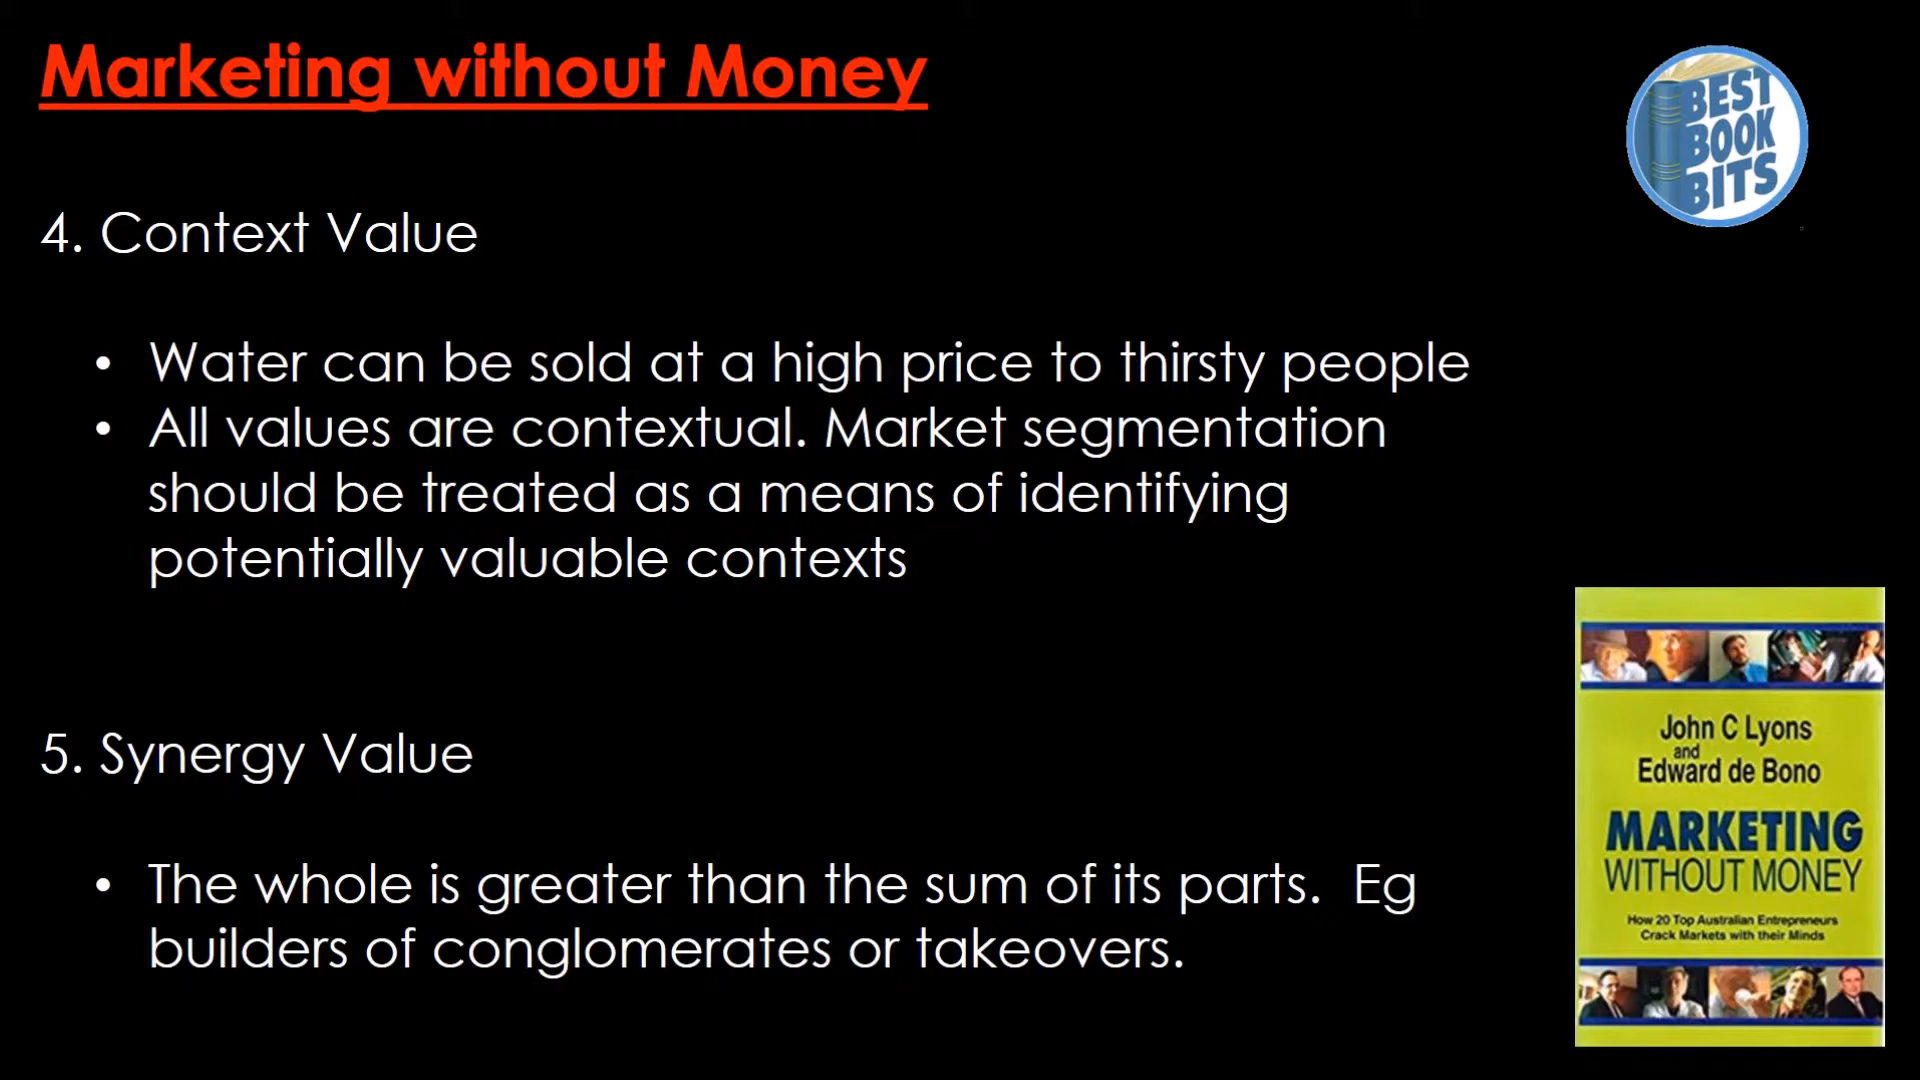 Marketing without Money
BEST
BOOK
BITS
4. Context Value
• Water can be sold at a high price to thirsty people
• All values are contextual. Market segmentation
should be treated as a means of identifying
potentially valuable contexts
5. Synergy Value
• The whole is greater than the sum of its parts.  Eg
builders of conglomerates or takeovers.
John C Lyons
and
Edward de Bono
MARKETING
WITHOUT MONEY
How 20 Top Australian Entrepreneurs
Crack Markets with their Minds